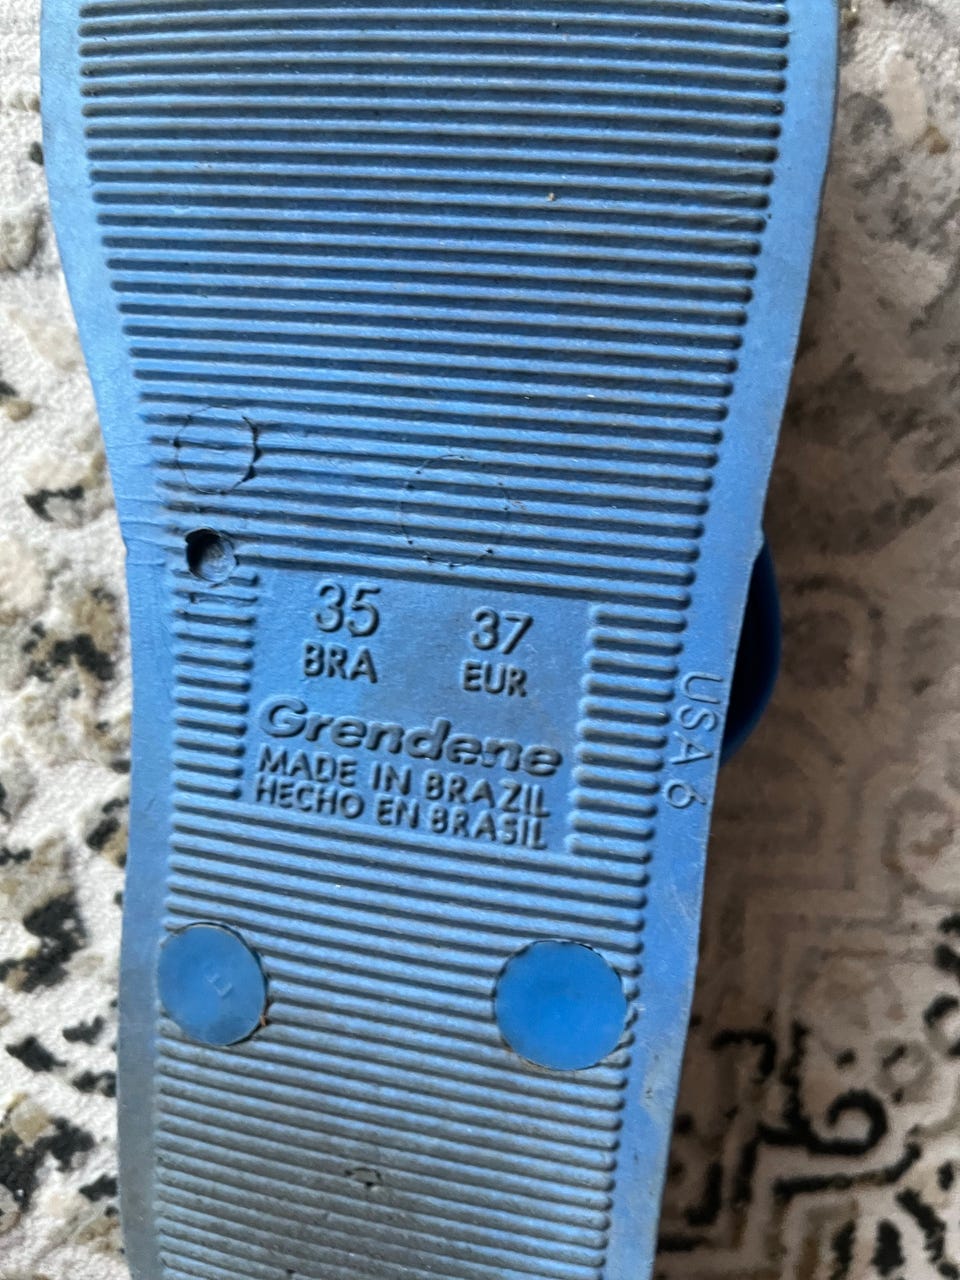 35 37
BRA EUR
Grendene
MADE IN BRAZIL
HECHO EN BRASIL
USA 6